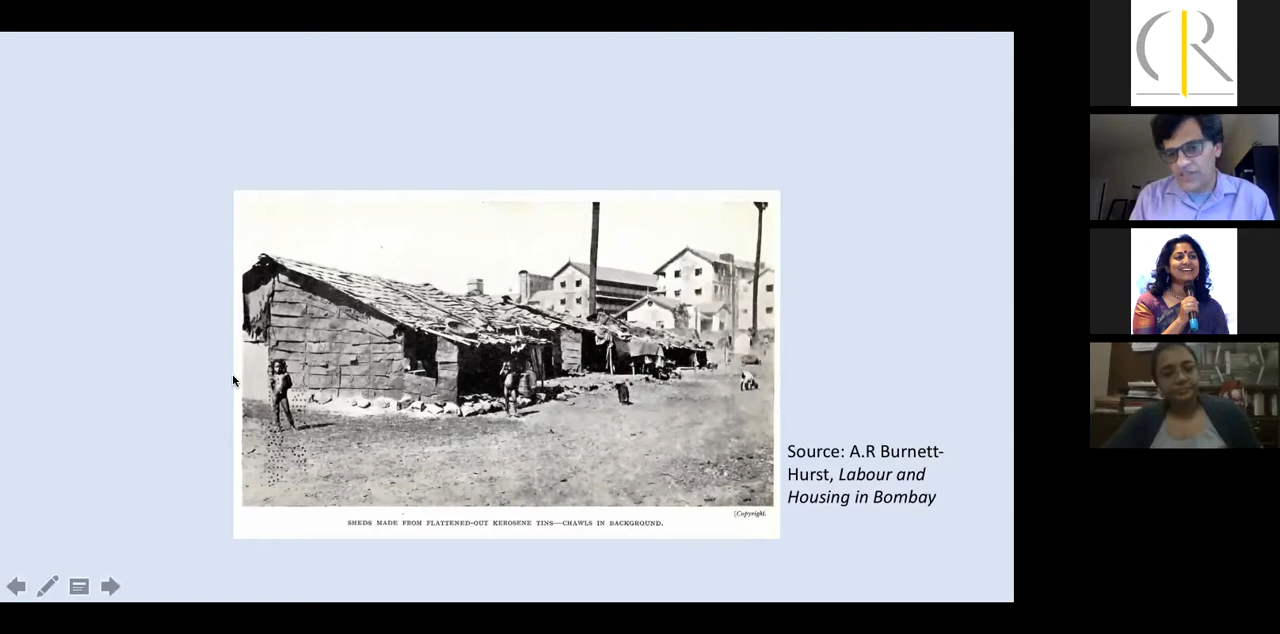 CR
Source: A.R Burnett-
Hurst, Labour and
Housing in Bombay
[Copyright.
SHEDS MADE FROM FLATTENED-OUT KEROSENE TINS—CHAWLS IN BACKGROUND.